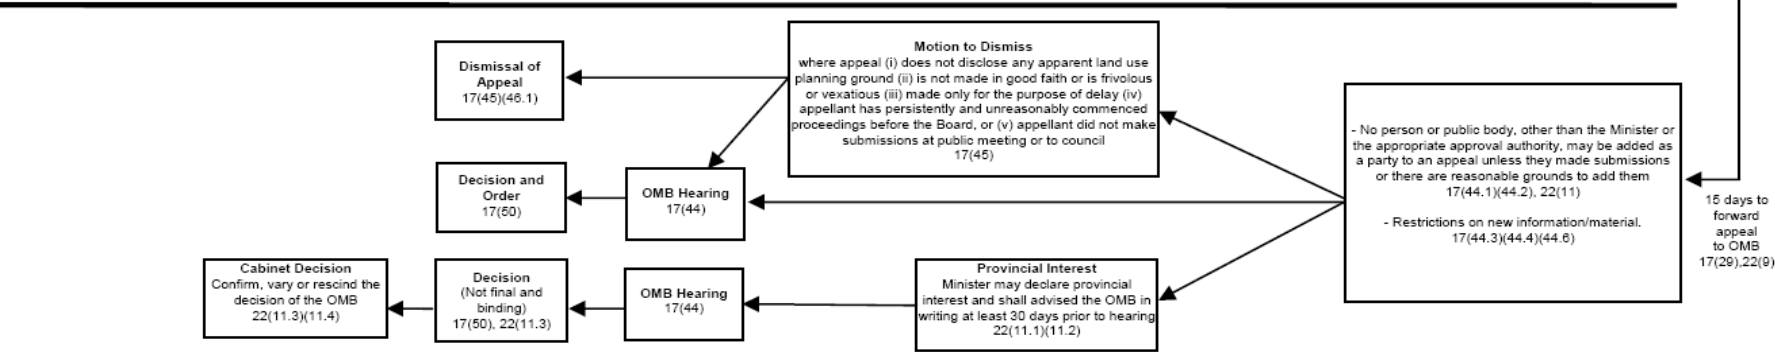 Motion to Dismiss
where appeal (i) does not disclose any apparent land use
planning ground (ii) is not made in good faith or is frivolous
or vexatious (iii) made only for the purpose of delay (iv)
appellant has persistently and unreasonably commenced
proceedings before the Board, or (v) appellant did not make
submissions at public meeting or to council
17(45)
Dismissal of
Appeal
17(45)(46.1)
- No person or public body, other than the Minister or
the appropriate approval authority, may be added as
a party to an appeal unless they made submissions
or there are reasonable grounds to add them
17(44.1)(44.2), 22(11)
- Restrictions on new information/material.
17(44.3)(44.4)(44.6)
15 days to
forward
appeal
to OMB
17(29),22(9)
Decision and
Order
17(50)
OMB Hearing
17(44)
Cabinet Decision
Confirm, vary or rescind the
decision of the OMB
22(11.3)(11.4)
Decision
(Not final and
binding)
17(50), 22(11.3)
OMB Hearing
17(44)
Provincial Interest
Minister may declare provincial
interest and shall advised the OMB in
writing at least 30 days prior to hearing
22(11.1)(11.2)